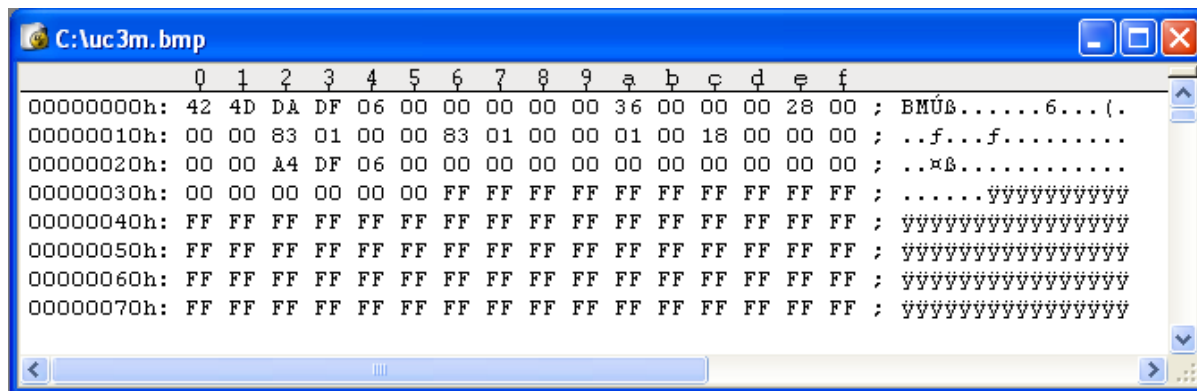 C:\uc3m.bmp
0 1 2 3 4 5 6 7 8 9 a b c d e f
00000000h: 42 4D DA DF 06 00 00 00 00 00 36 00 00 00 28 00 ; BMÚß......6...(.
00000010h: 00 00 83 01 00 00 83 01 00 00 01 00 18 00 00 00 ; ..ƒ...ƒ.........
00000020h: 00 00 A4 DF 06 00 00 00 00 00 00 00 00 00 00 00 ; ..¤ß............
00000030h: 00 00 00 00 00 00 FF FF FF FF FF FF FF FF FF FF ; ......ÿÿÿÿÿÿÿÿÿÿ
00000040h: FF FF FF FF FF FF FF FF FF FF FF FF FF FF FF FF ; ÿÿÿÿÿÿÿÿÿÿÿÿÿÿÿÿ
00000050h: FF FF FF FF FF FF FF FF FF FF FF FF FF FF FF FF ; ÿÿÿÿÿÿÿÿÿÿÿÿÿÿÿÿ
00000060h: FF FF FF FF FF FF FF FF FF FF FF FF FF FF FF FF ; ÿÿÿÿÿÿÿÿÿÿÿÿÿÿÿÿ
00000070h: FF FF FF FF FF FF FF FF FF FF FF FF FF FF FF FF ; ÿÿÿÿÿÿÿÿÿÿÿÿÿÿÿÿ